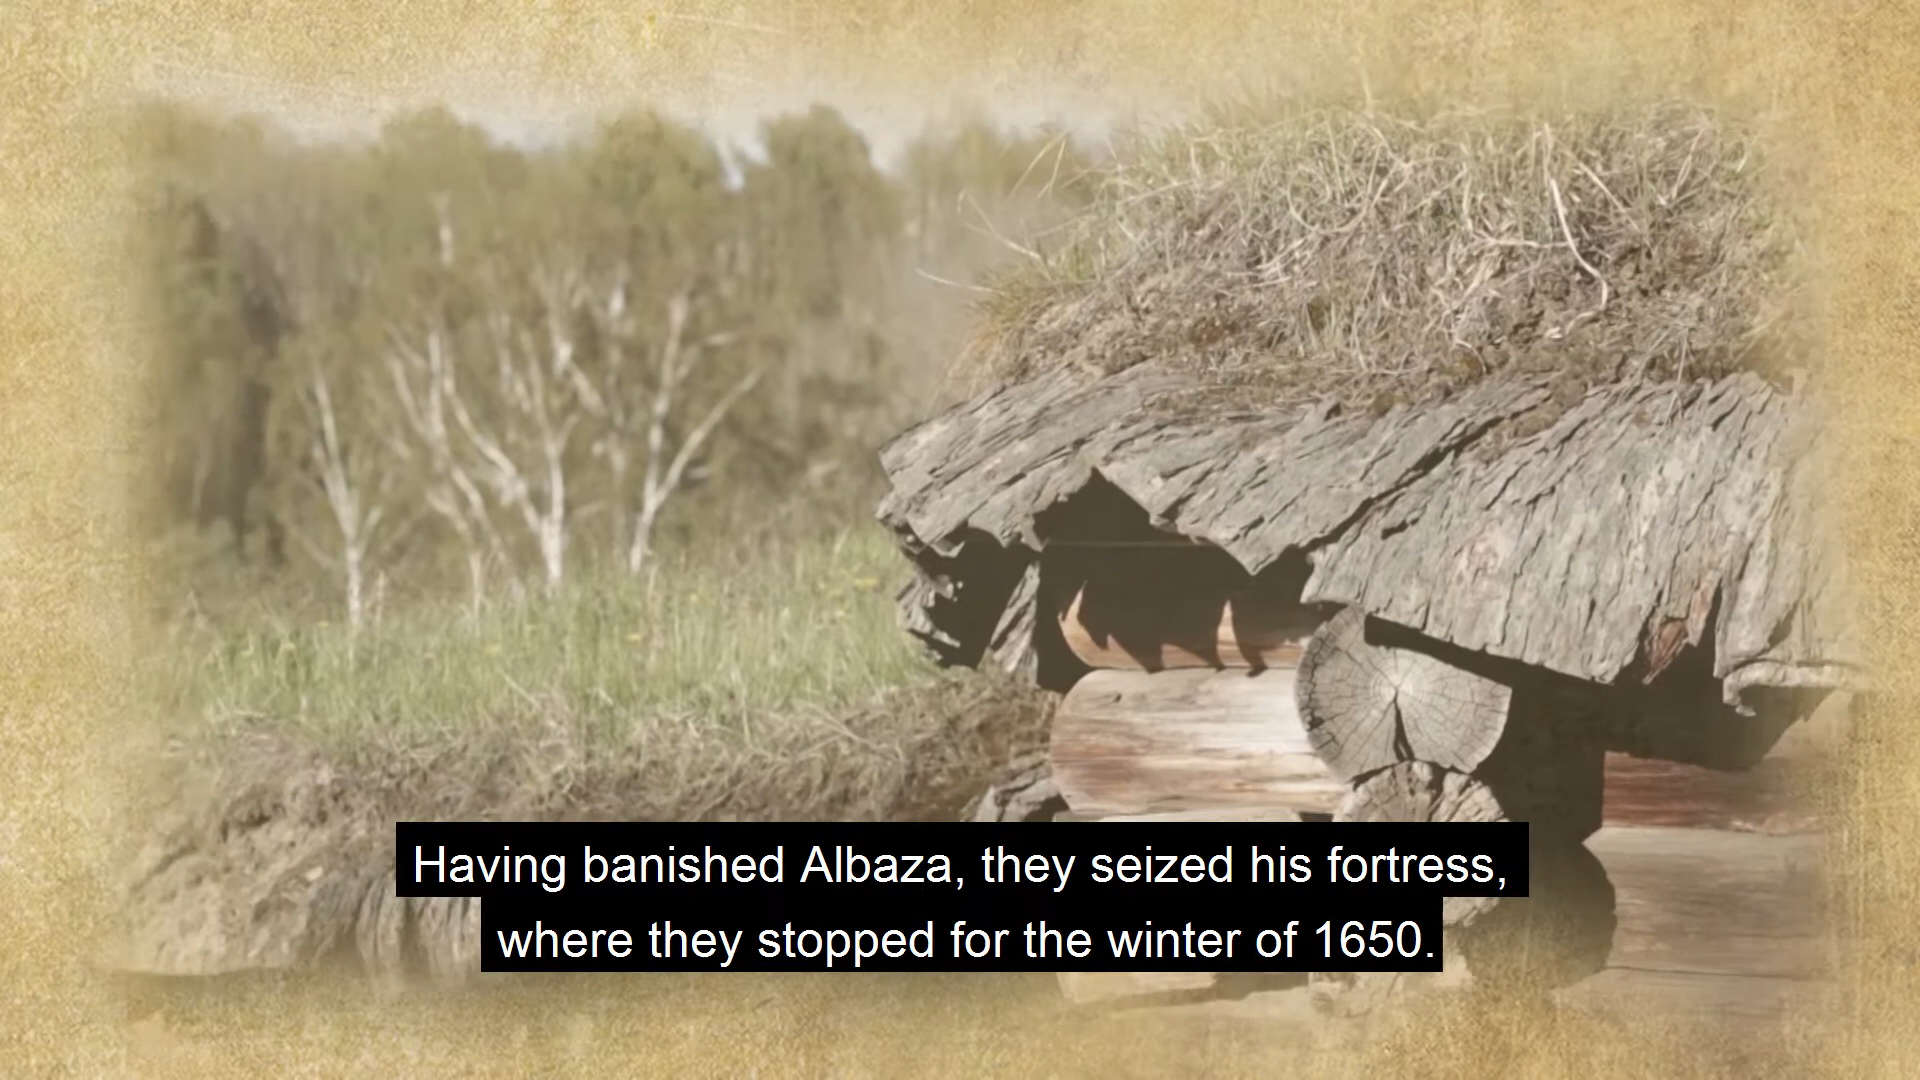 Having banished Albaza, they seized his fortress,
where they stopped for the winter of 1650.